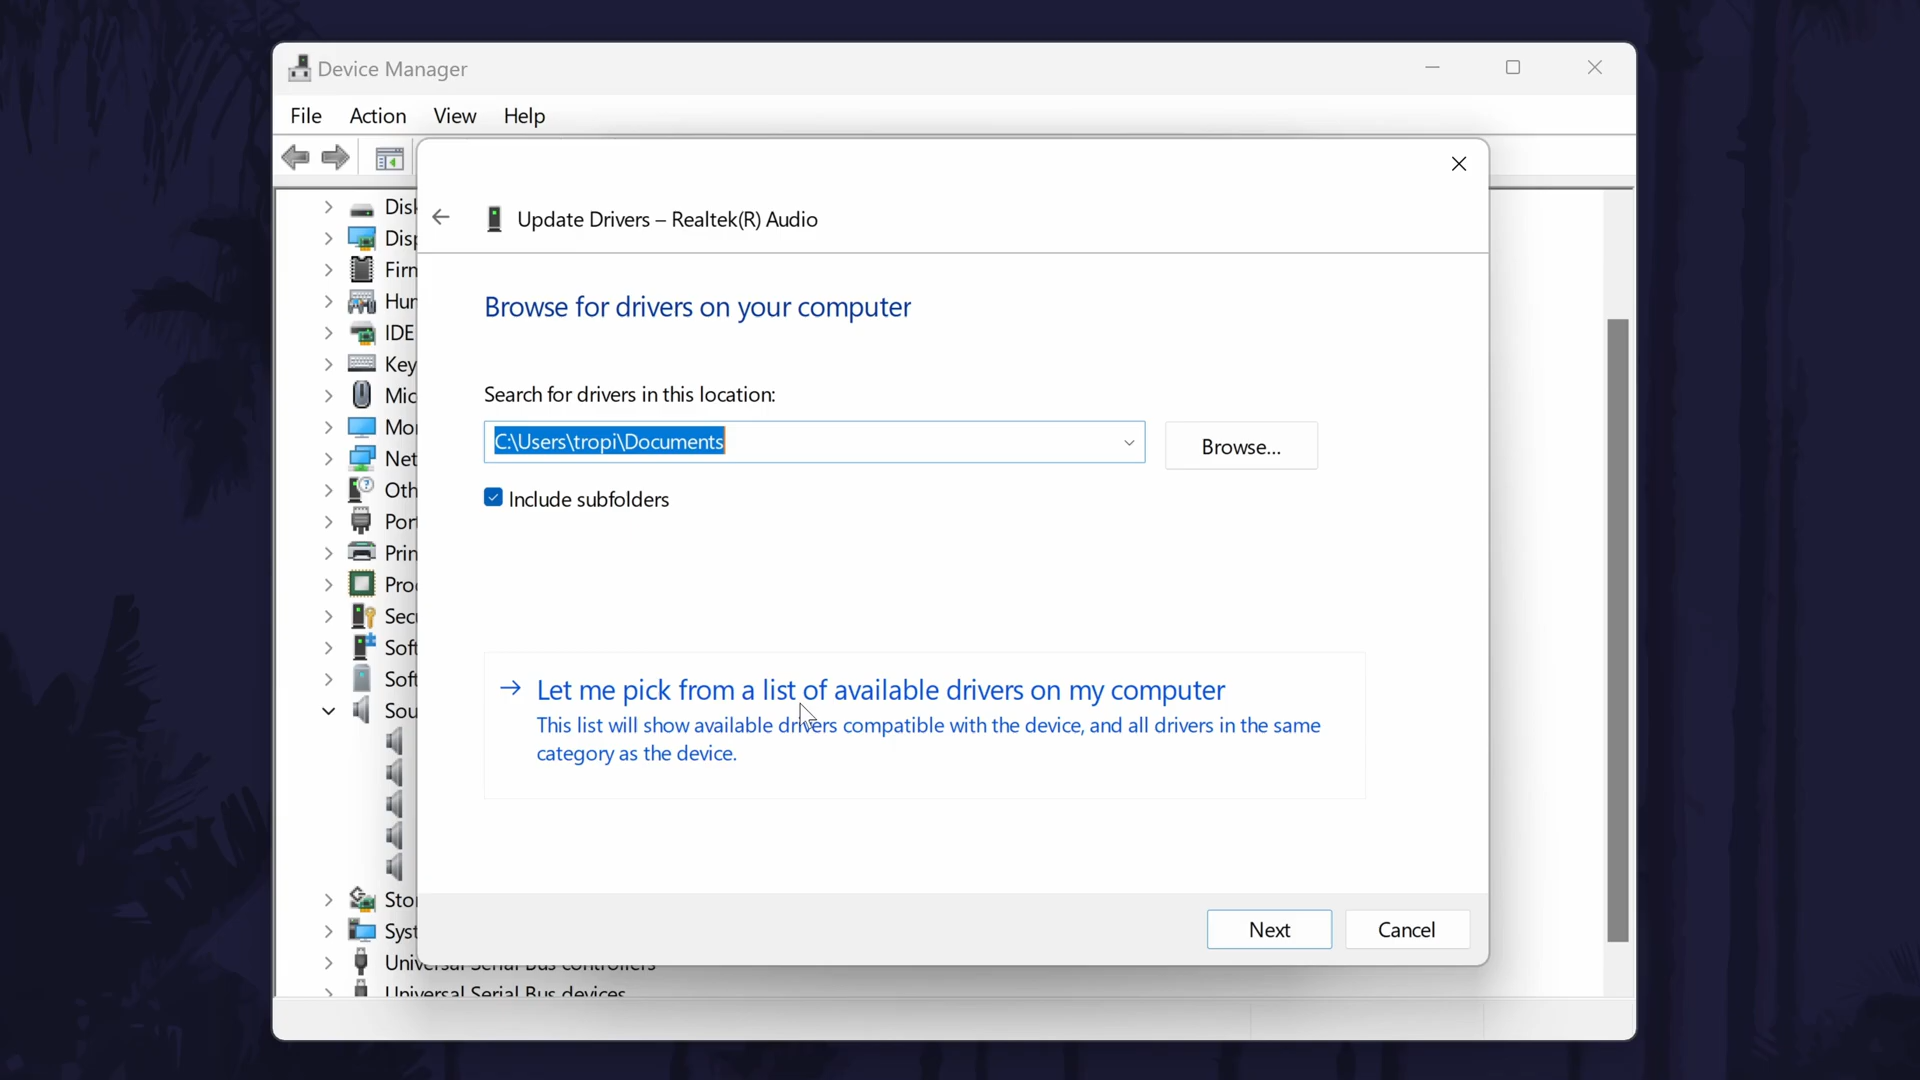 Device Manager
File Action View Help
Update Drivers – Realtek(R) Audio
Browse for drivers on your computer
Search for drivers in this location:
C:\Users\tropi\Documents
Browse...
Include subfolders
Let me pick from a list of available drivers on my computer
This list will show available drivers compatible with the device, and all drivers in the same
category as the device.
Next
Cancel
Disk
Disp
Firm
Hum
IDE
Key
Mic
Mon
Net
Oth
Port
Prin
Proc
Secu
Soft
Soft
Sou
Stor
Syst
Universal Serial Bus controllers
Universal Serial Bus devices